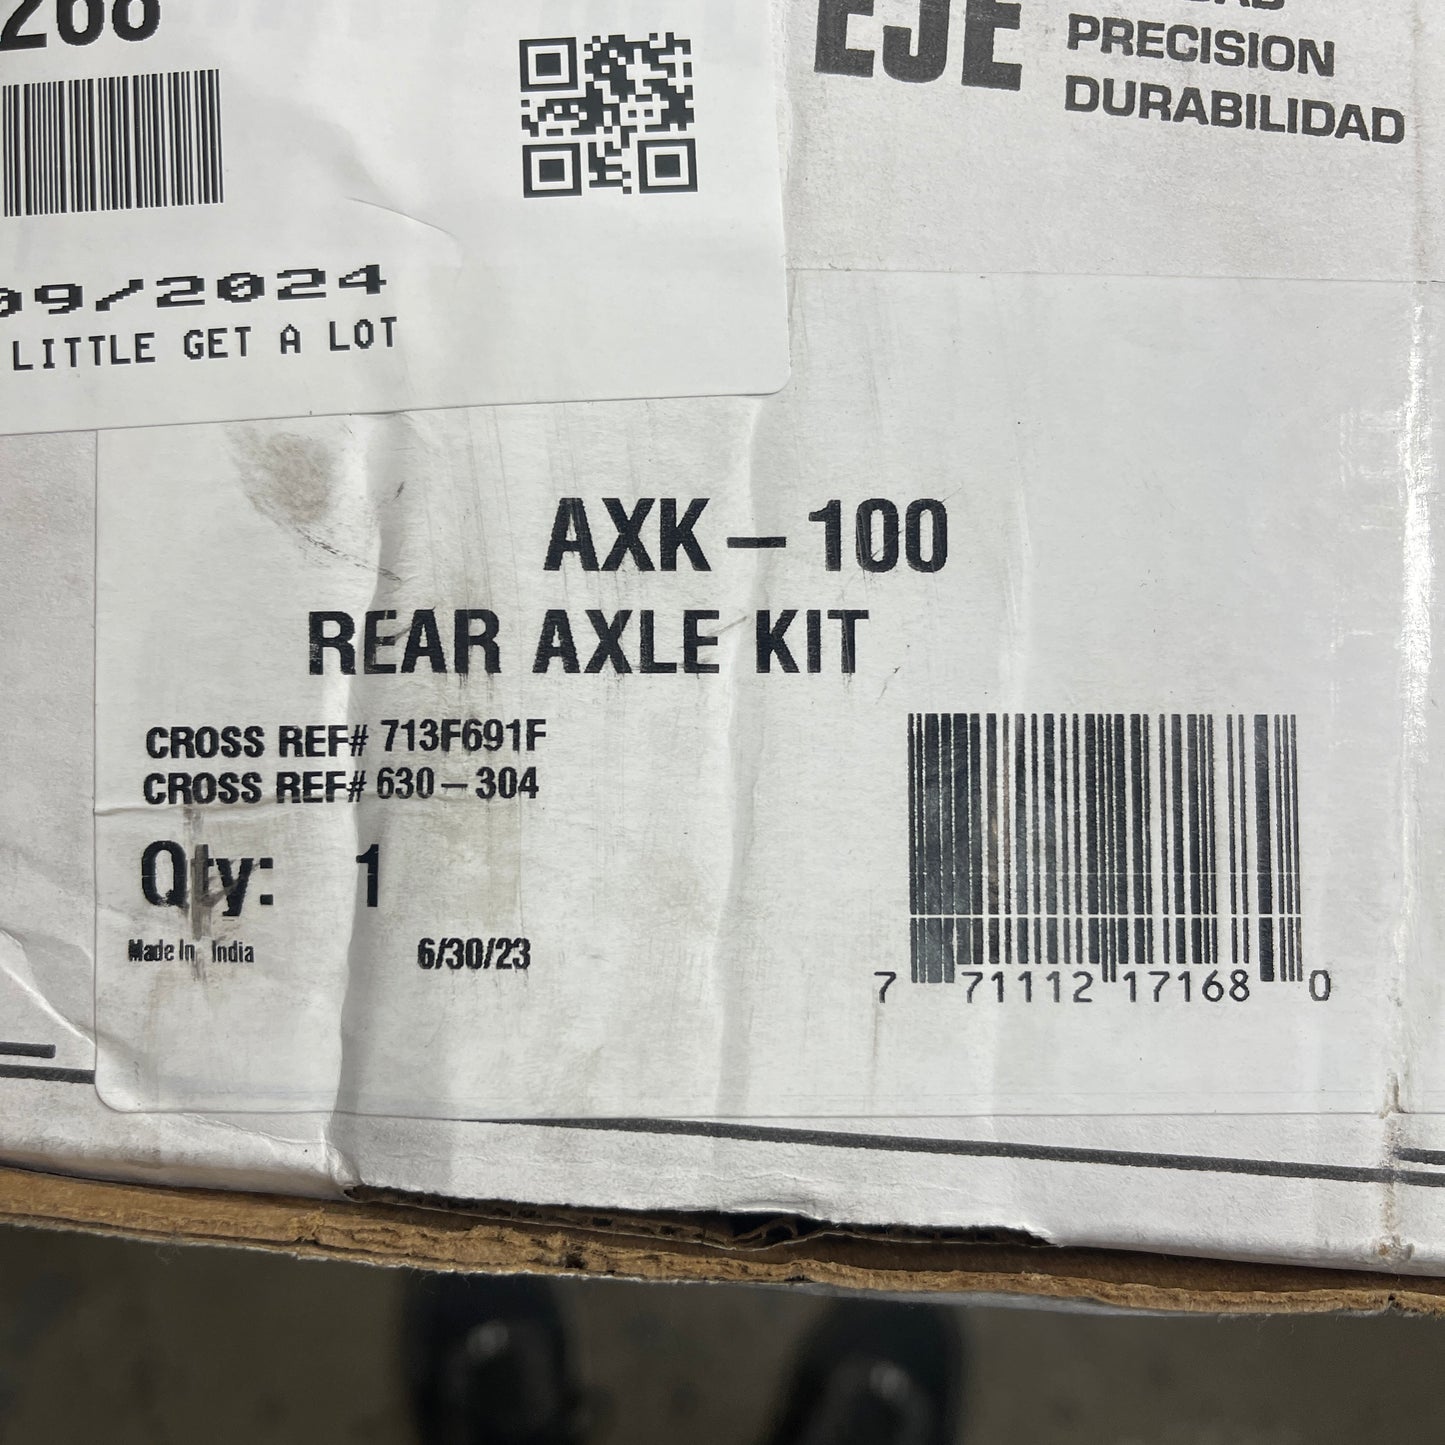 EJE
PRECISION
DURABILIDAD
09/2024
LITTLE GET A LOT
AXK-100
REAR AXLE KIT
CROSS REF# 713F691F
CROSS REF# 630-304
Qty: 1
Made In India 6/30/23
7 71112 17168 0